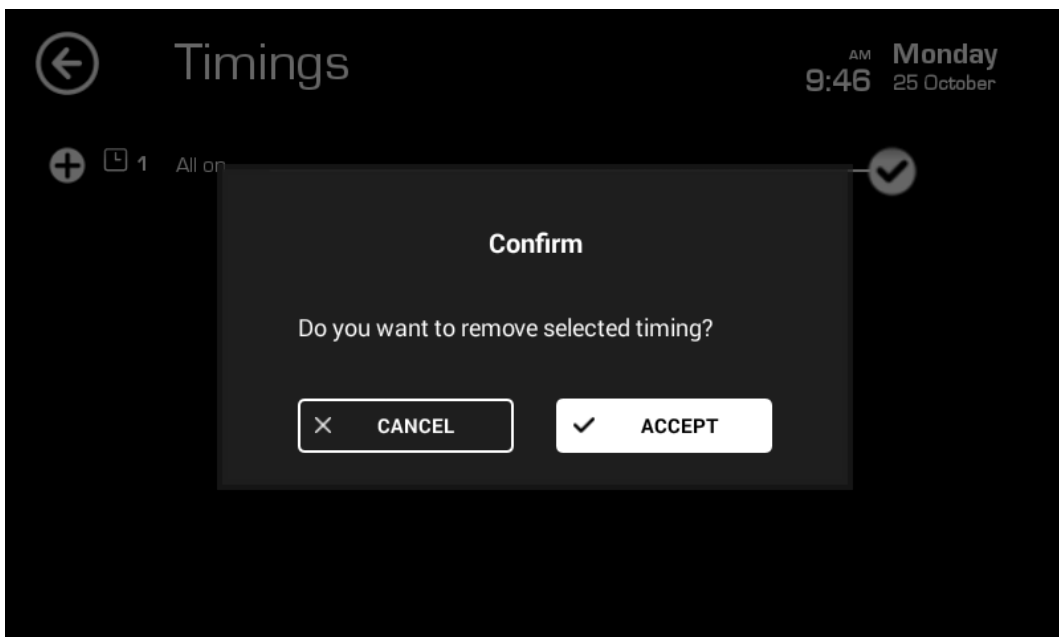 Timings
AM
9:46
Monday
25 October
1 All on
Confirm
Do you want to remove selected timing?
CANCEL
ACCEPT